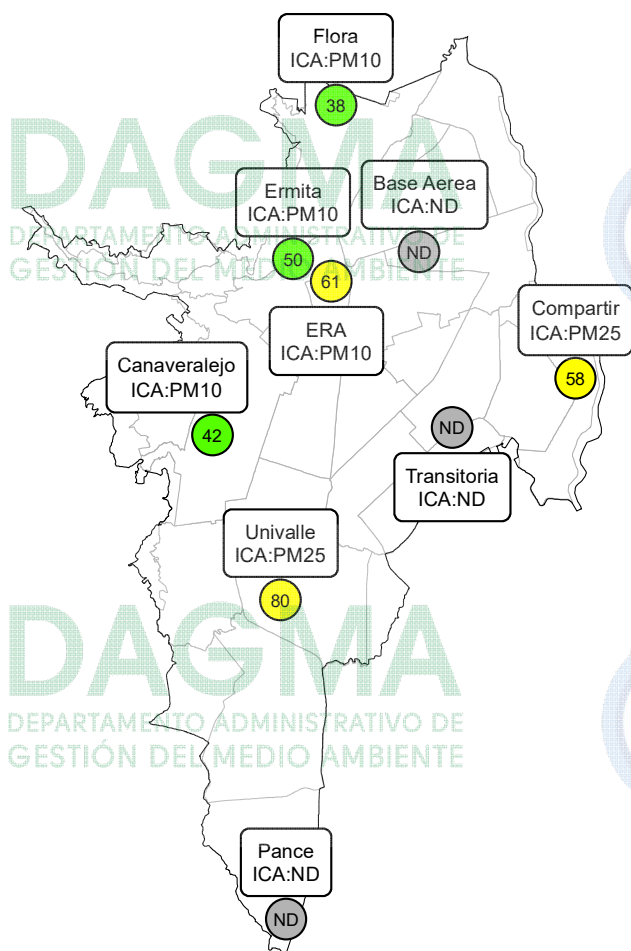 Flora
ICA:PM10
38
DAGMA
DEPARTAMENTO ADMINISTRATIVO DE
GESTIÓN DEL MEDIO AMBIENTE
Ermita
ICA:PM10
50
Base Aerea
ICA:ND
ND
61
ERA
ICA:PM10
Compartir
ICA:PM25
58
Canaveralejo
ICA:PM10
42
ND
Transitoria
ICA:ND
Univalle
ICA:PM25
80
DAGMA
DEPARTAMENTO ADMINISTRATIVO DE
GESTIÓN DEL MEDIO AMBIENTE
Pance
ICA:ND
ND